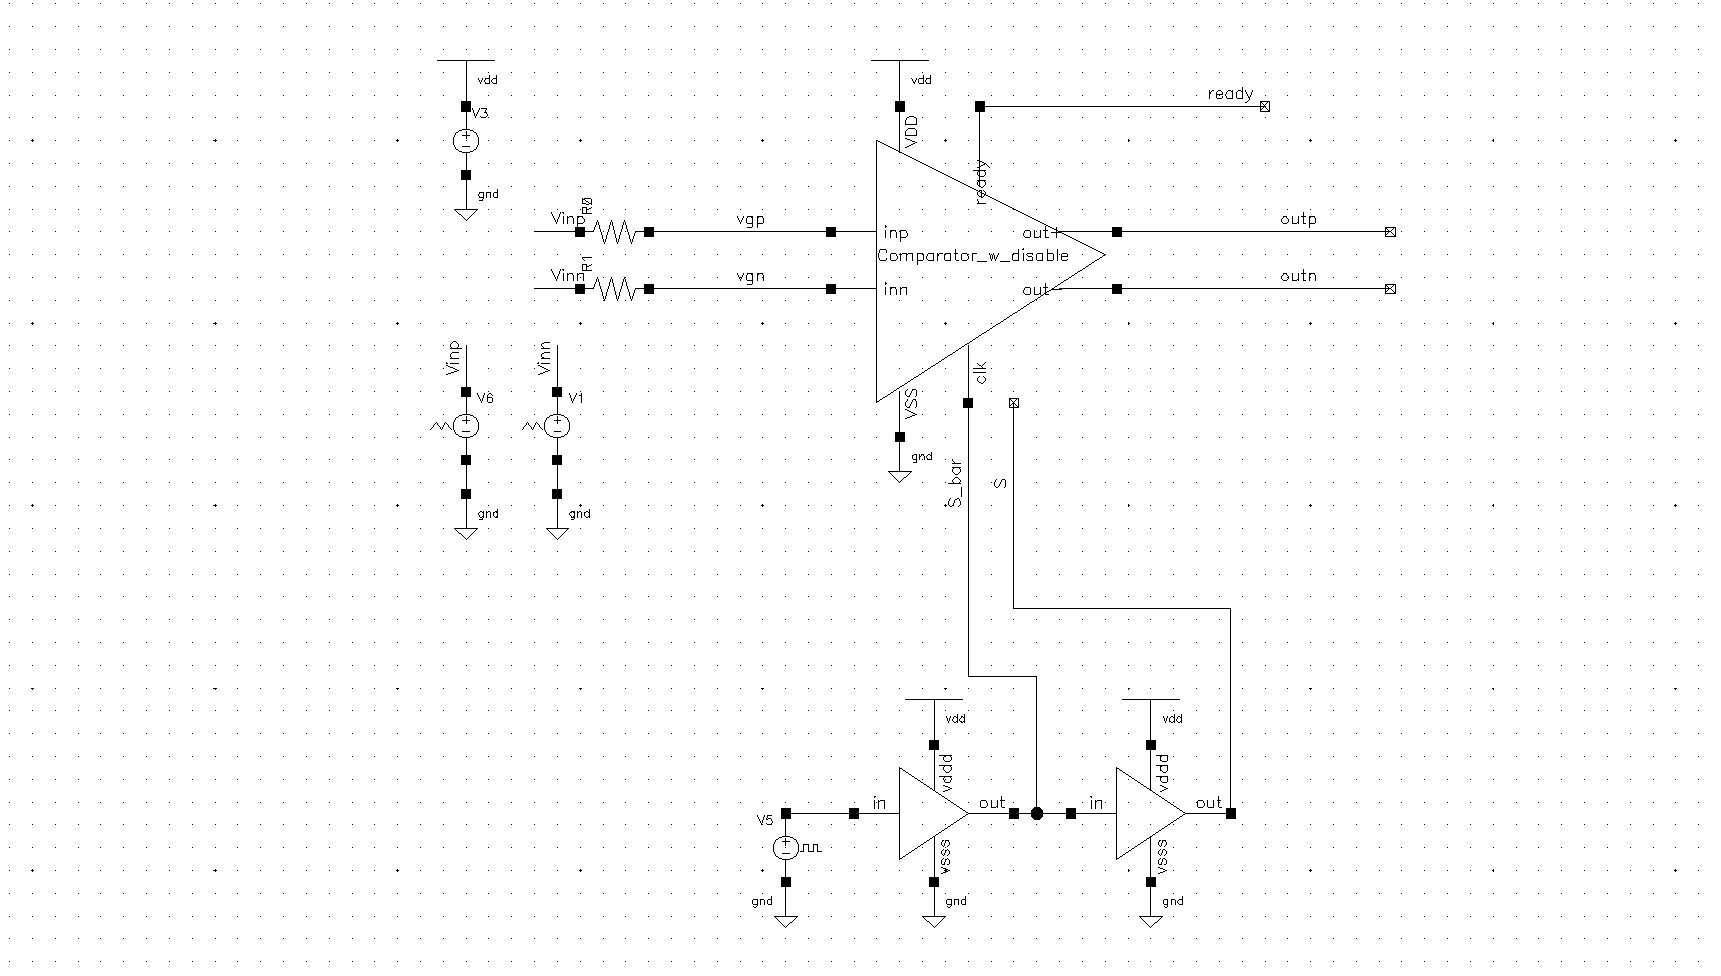 vdd
V3
gnd
vdd
VDD
ready
ready
Vinp
R0
vgp
inp
out+
outp
Comparator_w_disable
Vinn
R1
vgn
inn
out-
outn
clk
VSS
gnd
Vinp
V6
gnd
Vinn
V1
gnd
S_bar
S
vdd
vddd
vdd
vddd
V5
in
out
in
out
gnd
vsss
gnd
vsss
gnd